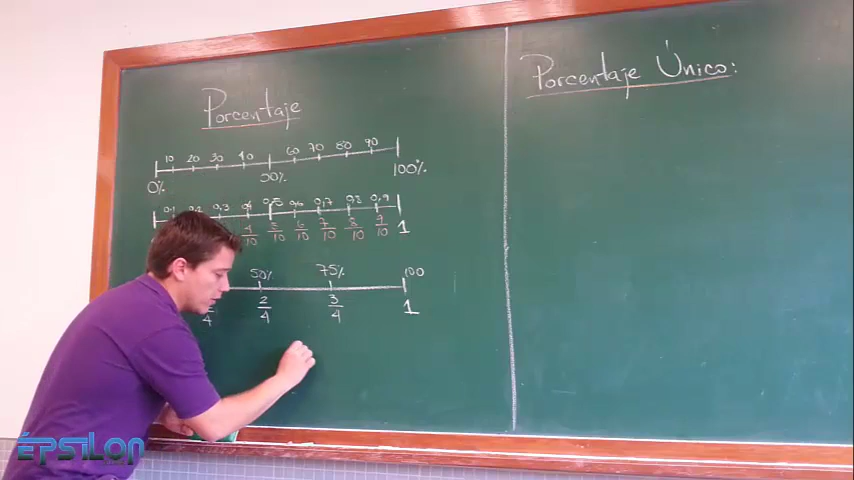 Porcentaje
10 20 30 40 60 70 80 90
0% 50% 100%
0,1 0,2 0,3 0,4 0,5 0,6 0,7 0,8 0,9
4/10 5/10 6/10 7/10 8/10 9/10 1
50% 75% 100
2/4 3/4 1
Porcentaje Único:
ÉPSILON